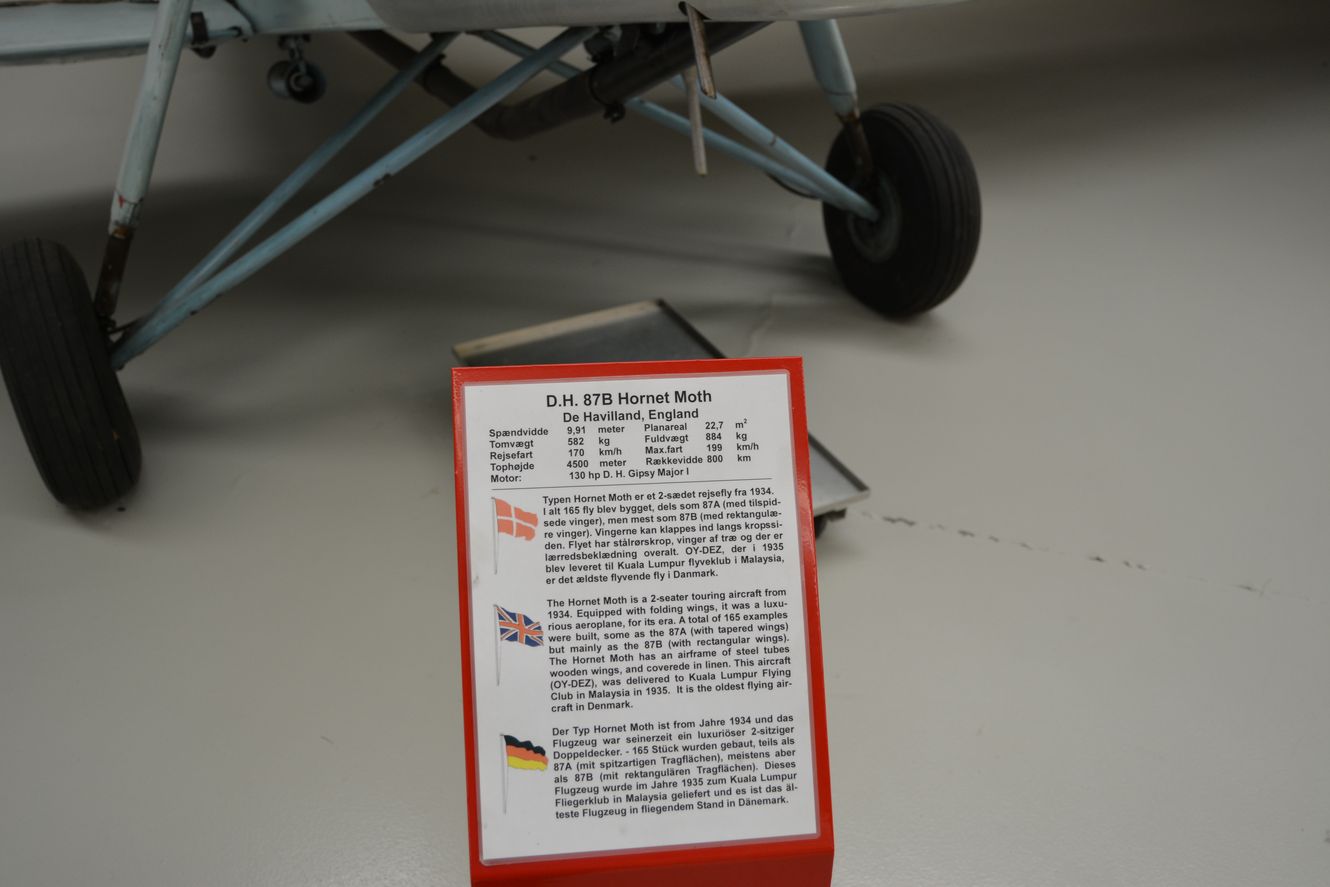 D.H. 87B Hornet Moth
De Havilland, England
Spændvidde 9,91 meter Planareal 22,7 m²
Tomvægt 582 kg Fuldvægt 884 kg
Rejsefart 170 km/h Max.fart 199 km/h
Tophøjde 4500 meter Rækkevidde 800 km
Motor: 130 hp D. H. Gipsy Major I
Typen Hornet Moth er et 2-sædet rejsefly fra 1934.
I alt 165 fly blev bygget, dels som 87A (med tilspid-
sede vinger), men mest som 87B (med rektangulæ-
re vinger). Vingerne kan klappes ind langs kropssi-
den. Flyet har stålrørskrop, vinger af træ og der er
lærredsbeklædning overalt. OY-DEZ, der i 1935
blev leveret til Kuala Lumpur flyveklub i Malaysia,
er det ældste flyvende fly i Danmark.
The Hornet Moth is a 2-seater touring aircraft from
1934. Equipped with folding wings, it was a luxu-
rious aeroplane, for its era. A total of 165 examples
were built, some as the 87A (with tapered wings)
but mainly as the 87B (with rectangular wings).
The Hornet Moth has an airframe of steel tubes
wooden wings, and coverede in linen. This aircraft
(OY-DEZ), was delivered to Kuala Lumpur Flying
Club in Malaysia in 1935. It is the oldest flying air-
craft in Denmark.
Der Typ Hornet Moth ist from Jahre 1934 und das
Flugzeug war seinerzeit ein luxuriöser 2-sitziger
Doppeldecker. - 165 Stück wurden gebaut, teils als
87A (mit spitzartigen Tragflächen), meistens aber
als 87B (mit rektangulären Tragflächen). Dieses
Flugzeug wurde im Jahre 1935 zum Kuala Lumpur
Fliegerklub in Malaysia geliefert und es ist das äl-
teste Flugzeug in fliegendem Stand in Dänemark.